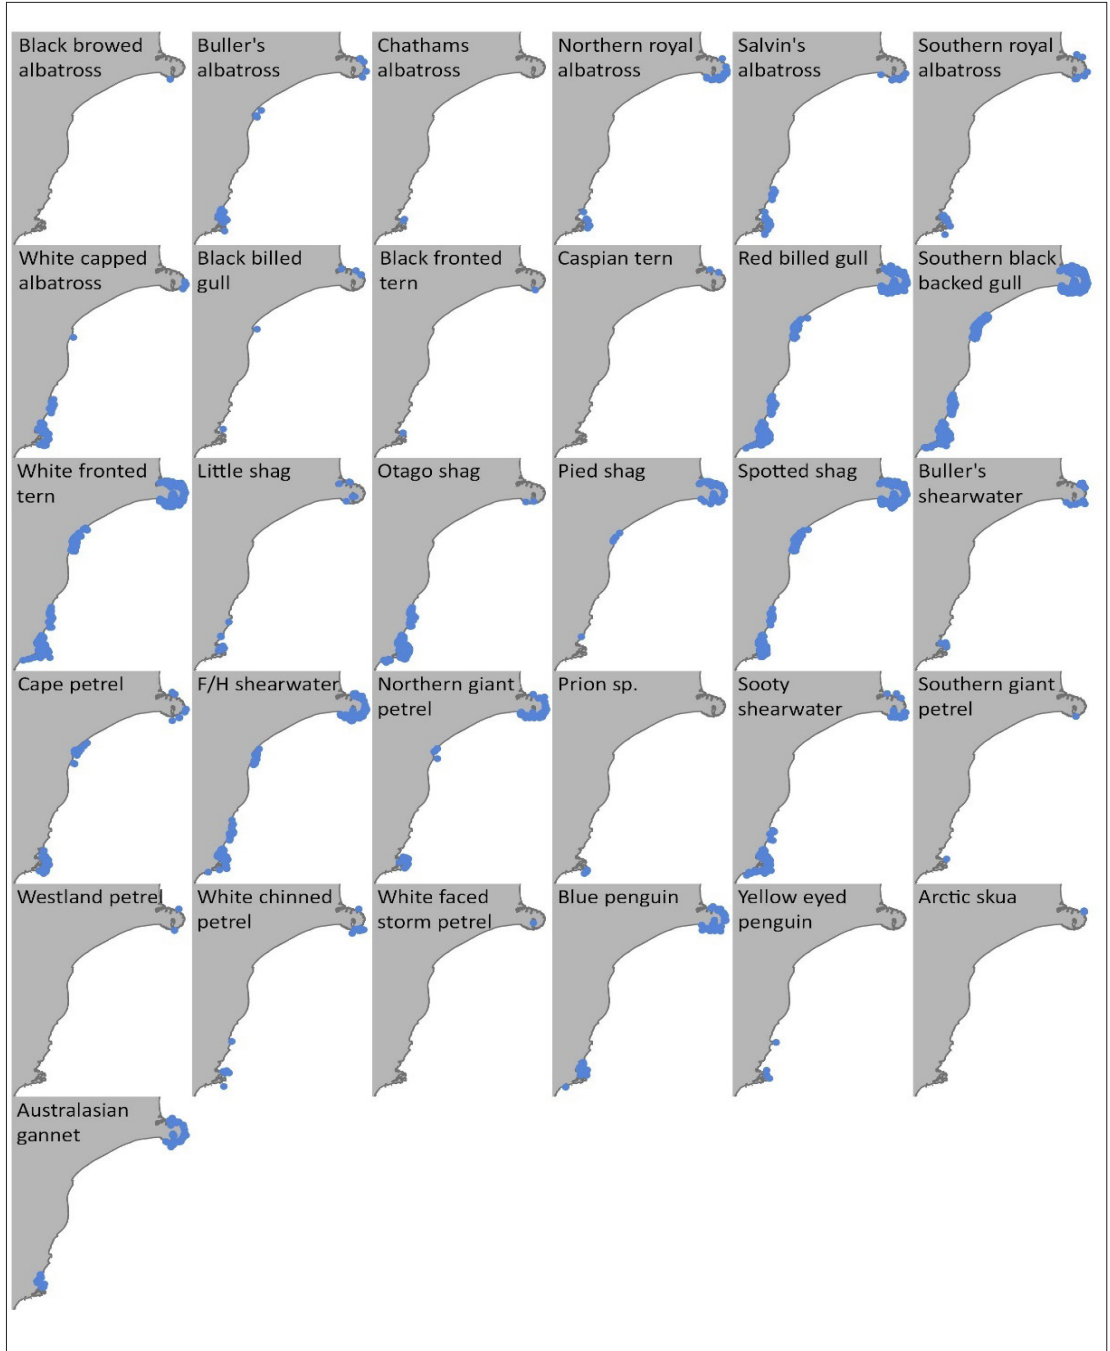 Black browed
albatross
Buller's
albatross
Chathams
albatross
Northern royal
albatross
Salvin's
albatross
Southern royal
albatross
White capped
albatross
Black billed
gull
Black fronted
tern
Caspian tern
Red billed gull
Southern black
backed gull
White fronted
tern
Little shag
Otago shag
Pied shag
Spotted shag
Buller's
shearwater
Cape petrel
F/H shearwater
Northern giant
petrel
Prion sp.
Sooty
shearwater
Southern giant
petrel
Westland petrel
White chinned
petrel
White faced
storm petrel
Blue penguin
Yellow eyed
penguin
Arctic skua
Australasian
gannet